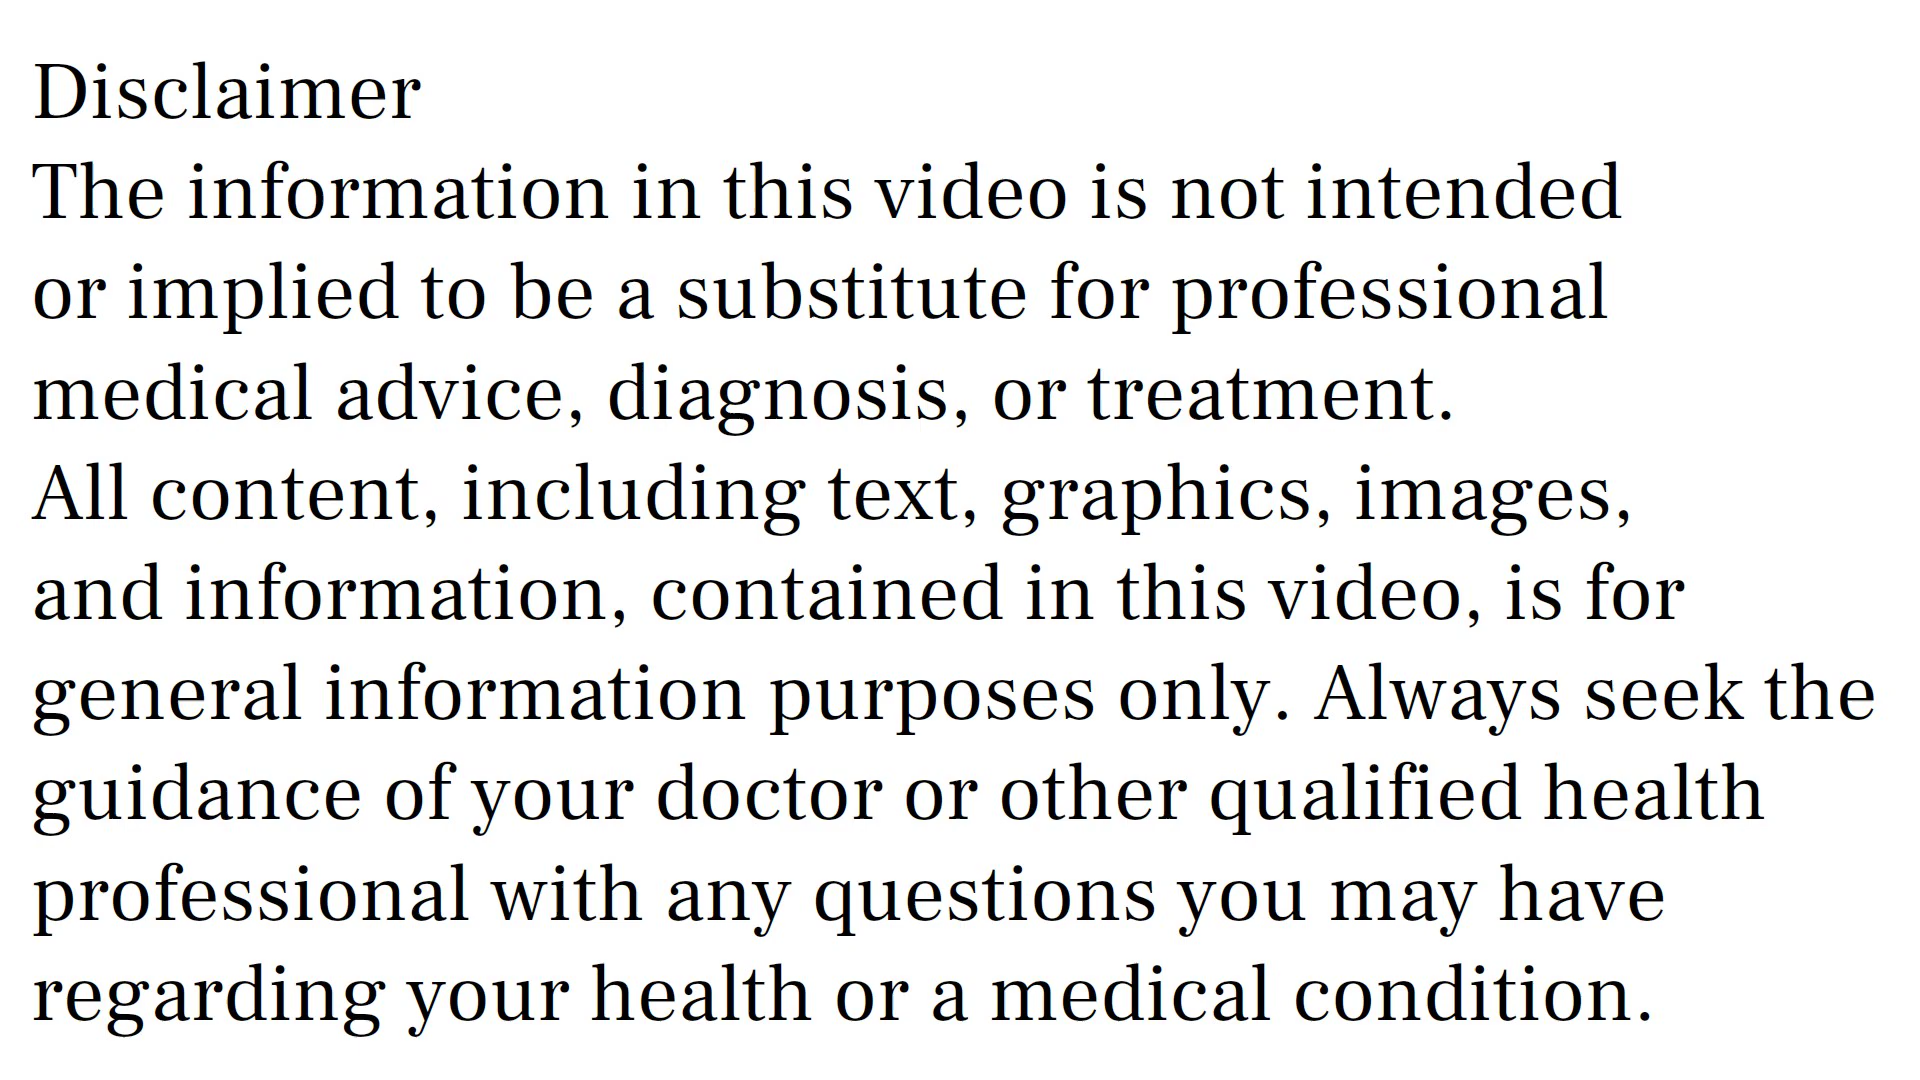 Disclaimer
The information in this video is not intended
or implied to be a substitute for professional
medical advice, diagnosis, or treatment.
All content, including text, graphics, images,
and information, contained in this video, is for
general information purposes only. Always seek the
guidance of your doctor or other qualified health
professional with any questions you may have
regarding your health or a medical condition.